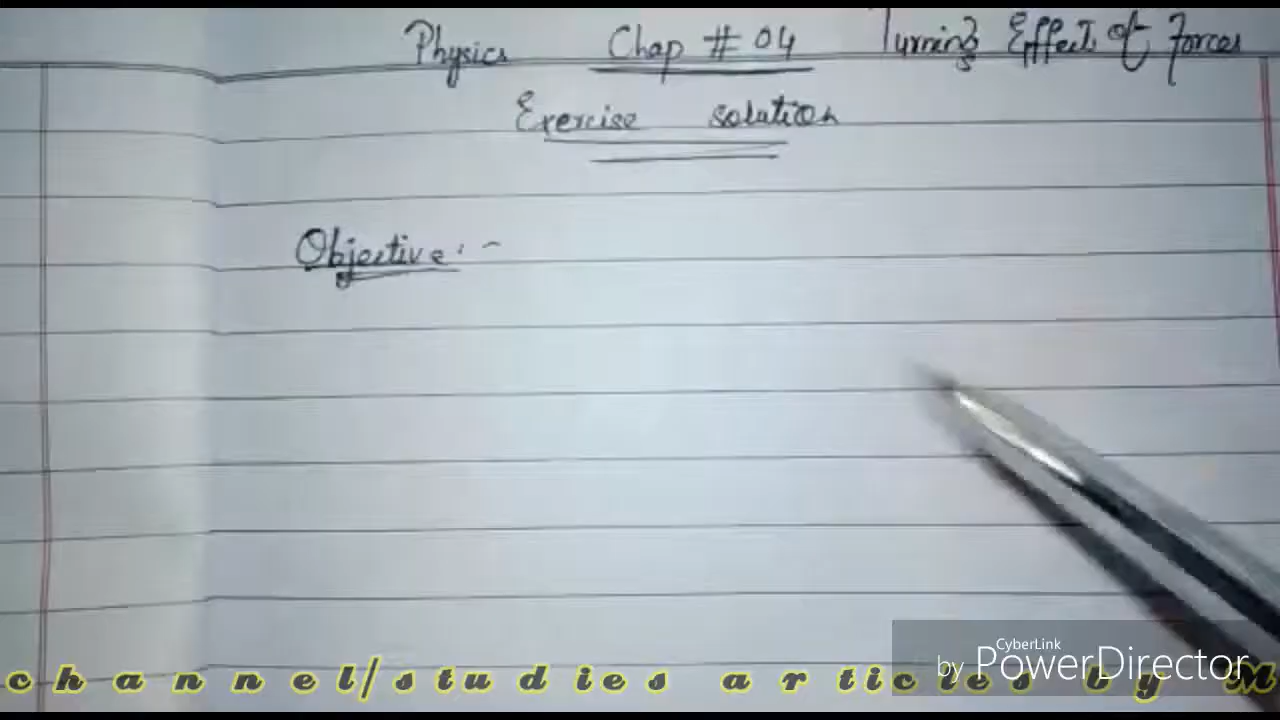 Physics Chap # 04 Turning Effect of Forces
Exercise solution
Objective:-
CyberLink
by PowerDirector
channel/studies articles by M